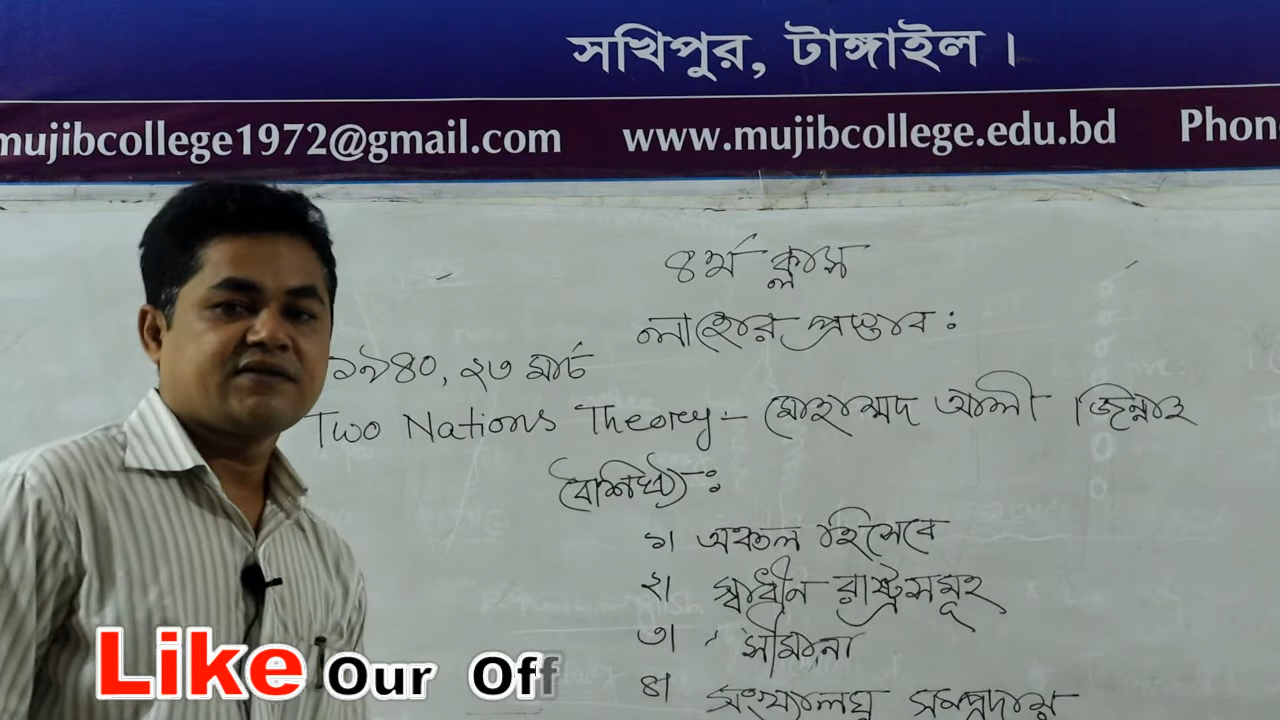 সখিপুর, টাঙ্গাইল।
mujibcollege1972@gmail.com www.mujibcollege.edu.bd Phon
৪র্থ ক্লাস
লাহোর প্রস্তাব :
১৯৪০, ২৩ মার্চ
Two Nations Theory - মোহাম্মদ আলী জিন্নাহ
বৈশিষ্ট্য :
১। অঞ্চল হিসেবে
২। স্বাধীন রাষ্ট্রসমূহ
৩। সীমানা
৪। সংখ্যালঘু সম্প্রদায়
Like Our Off